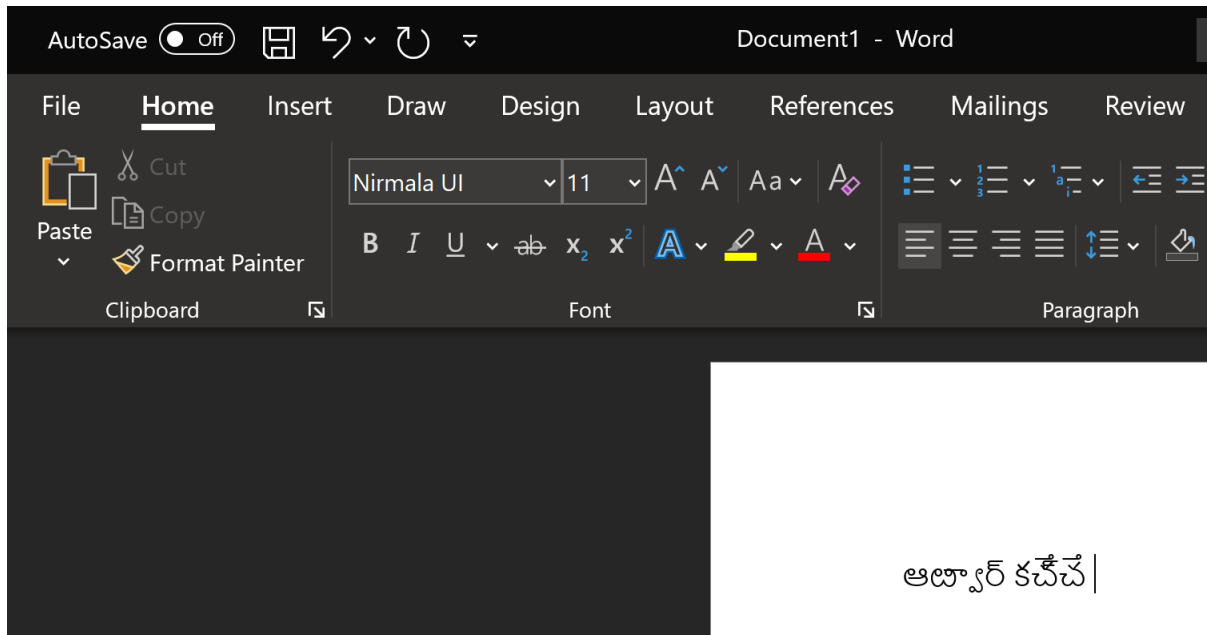 AutoSave Off Document1 - Word
File Home Insert Draw Design Layout References Mailings Review
Paste Cut Copy Format Painter
Nirmala UI 11
Clipboard Font Paragraph
ఆఴ్వార్